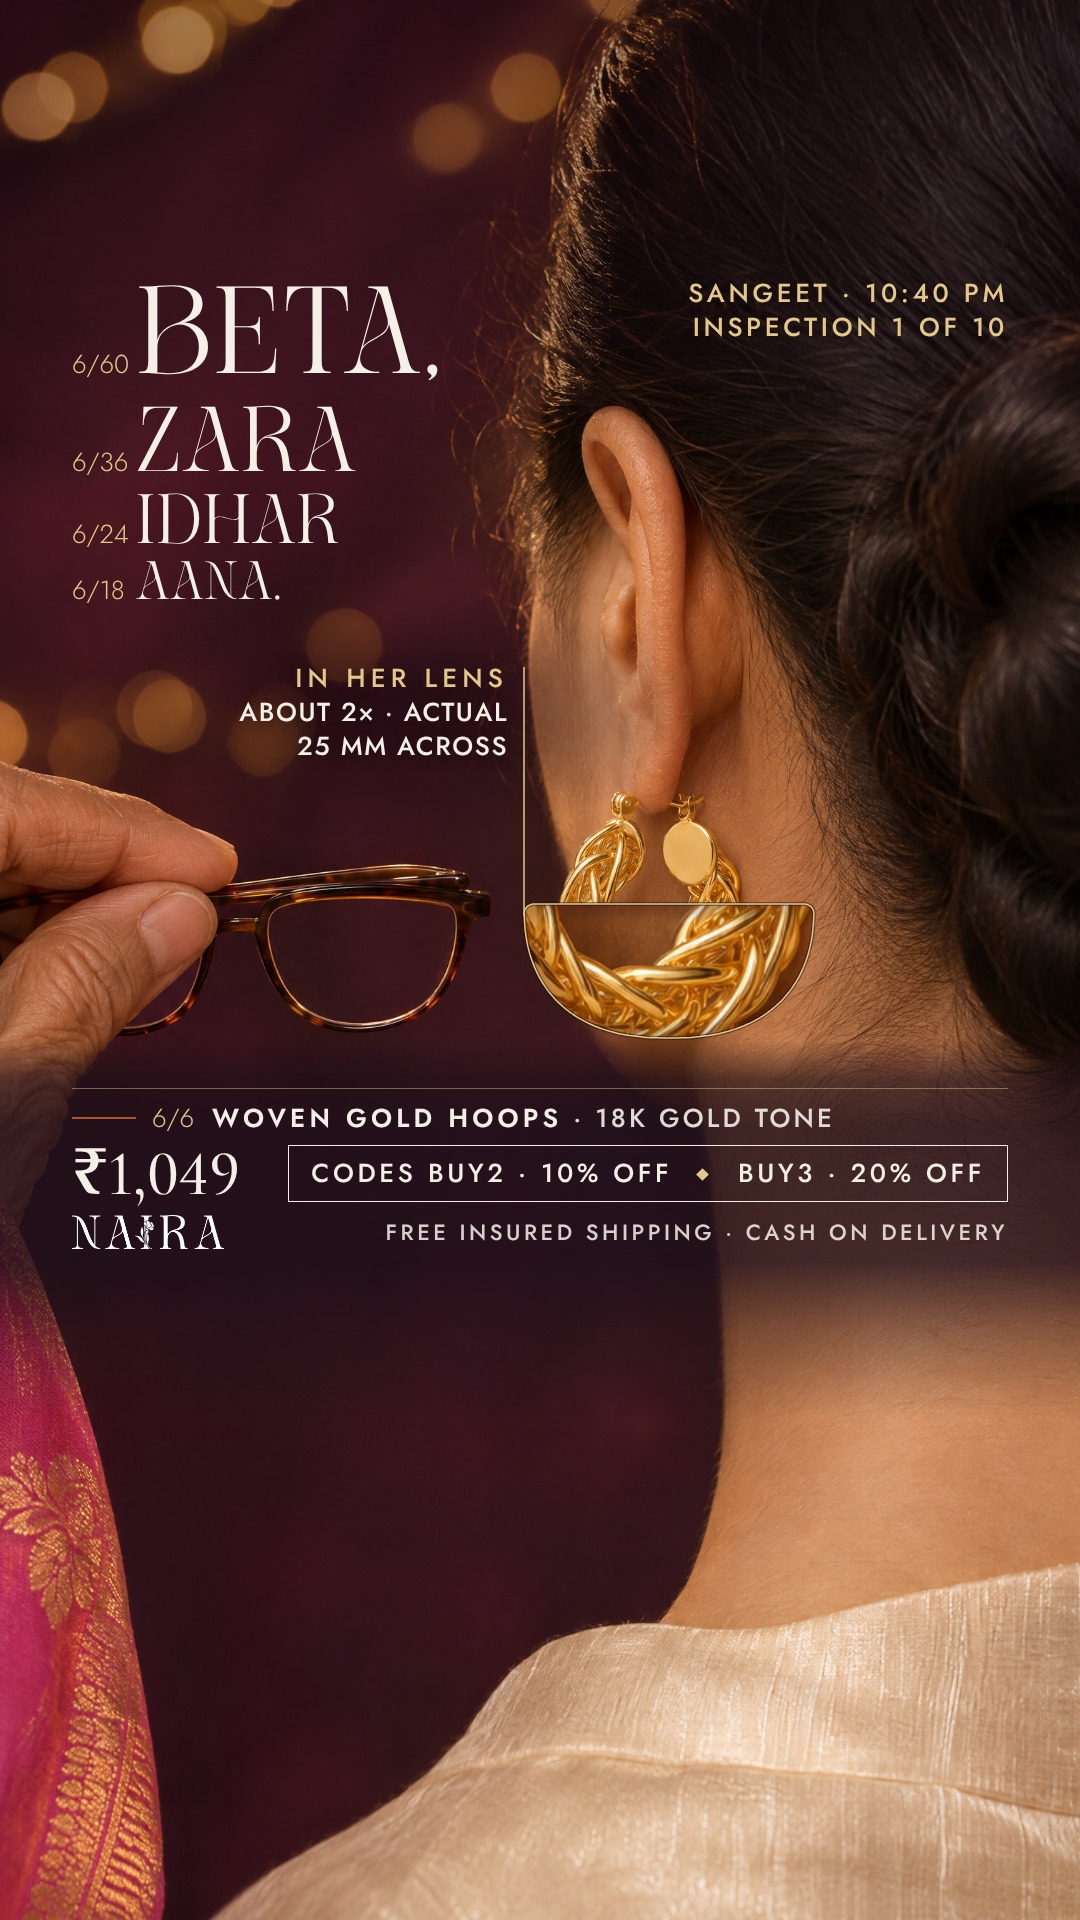 6/60 BETA,
6/36 ZARA
6/24 IDHAR
6/18 AANA.
SANGEET · 10:40 PM
INSPECTION 1 OF 10
IN HER LENS
ABOUT 2× · ACTUAL
25 MM ACROSS
6/6 WOVEN GOLD HOOPS · 18K GOLD TONE
₹1,049
CODES BUY2 · 10% OFF ◆ BUY3 · 20% OFF
NAIRA
FREE INSURED SHIPPING · CASH ON DELIVERY